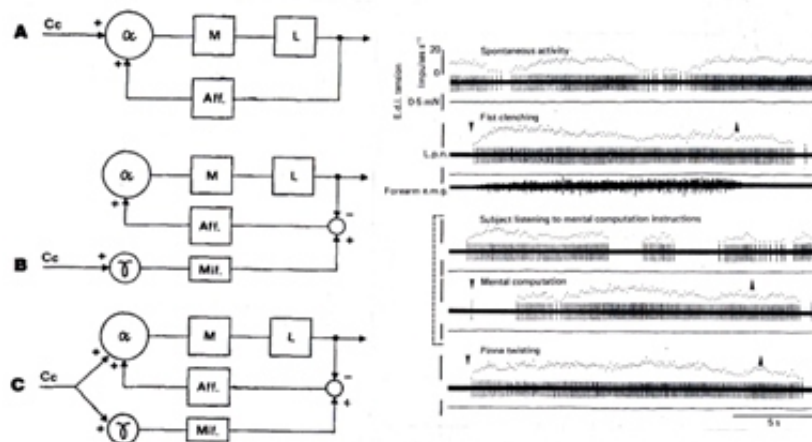 A
Cc
+
α
M
L
+
Aff.
B
α
M
L
+
Aff.
−
+
Cc
+
γ
Mif.
C
Cc
+
α
M
L
+
Aff.
−
+
+
γ
Mif.
E.d.l. tension
Impulses s⁻¹
20
0
0·5 mN
Spontaneous activity
Fist clenching
L.p.n.
Forearm e.m.g.
Subject listening to mental computation instructions
Mental computation
Pinna twisting
5 s